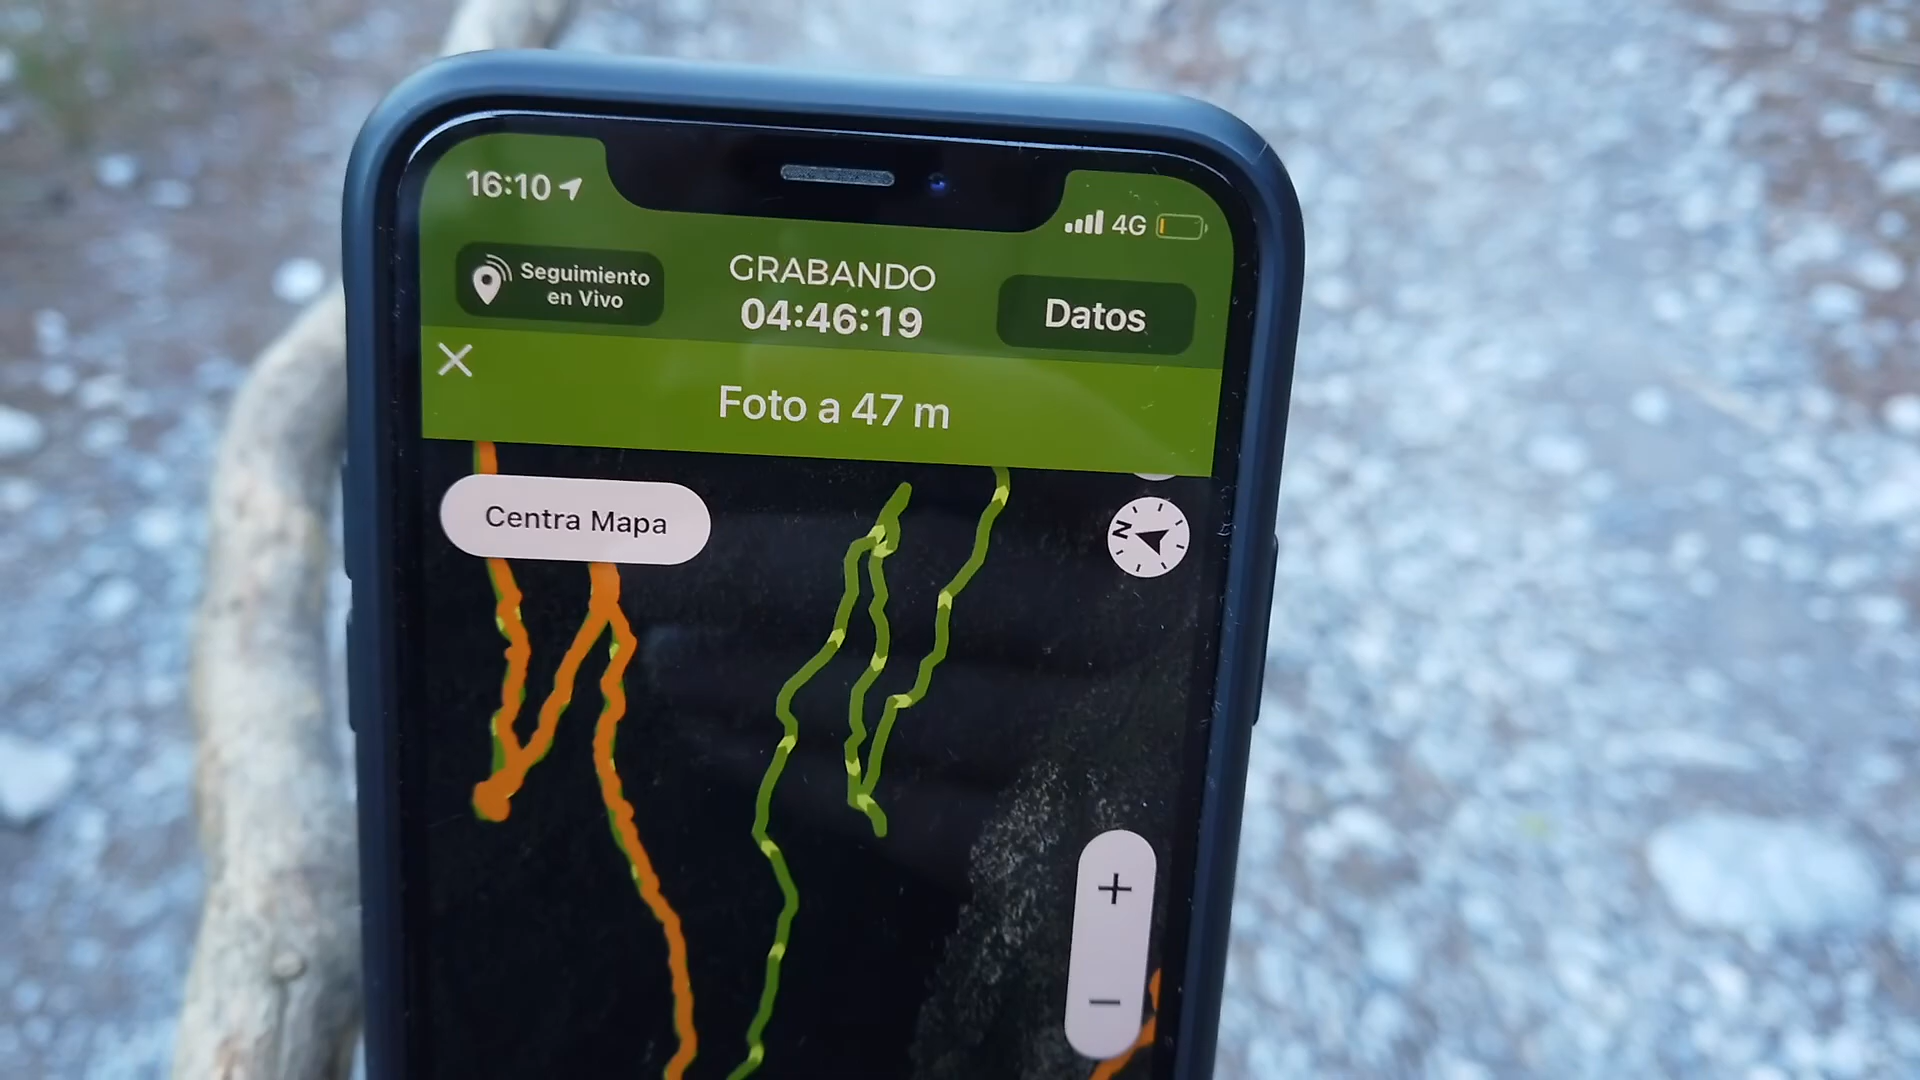 16:10
4G
Seguimiento
en Vivo
GRABANDO
04:46:19
Datos
Foto a 47 m
Centra Mapa
N
+
−